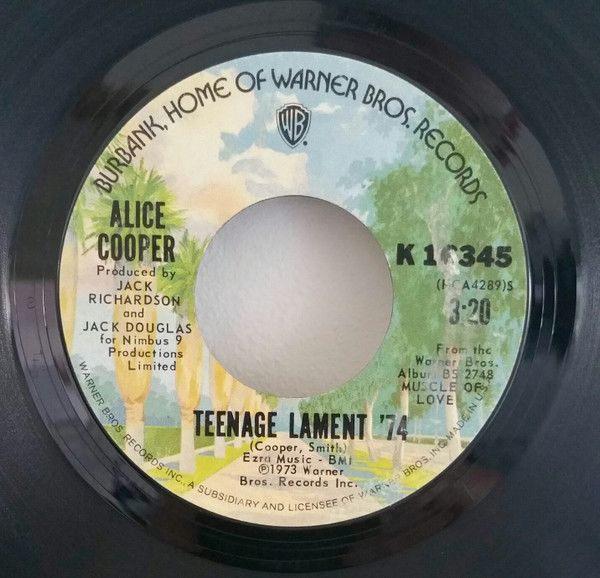 BURBANK, HOME OF WARNER BROS. RECORDS
WB
ALICE
COOPER
Produced by
JACK
RICHARDSON
and
JACK DOUGLAS
for Nimbus 9
Productions
Limited
K 16345
(NCA4289)S
3:20
From the
Warner Bros.
Album BS 2748
MUSCLE OF
LOVE
TEENAGE LAMENT '74
(Cooper, Smith)
Ezra Music - BMI
Ⓟ1973 Warner
Bros. Records Inc.
WARNER BROS. RECORDS INC., A SUBSIDIARY AND LICENSEE OF WARNER BROS. INC. MADE IN U.